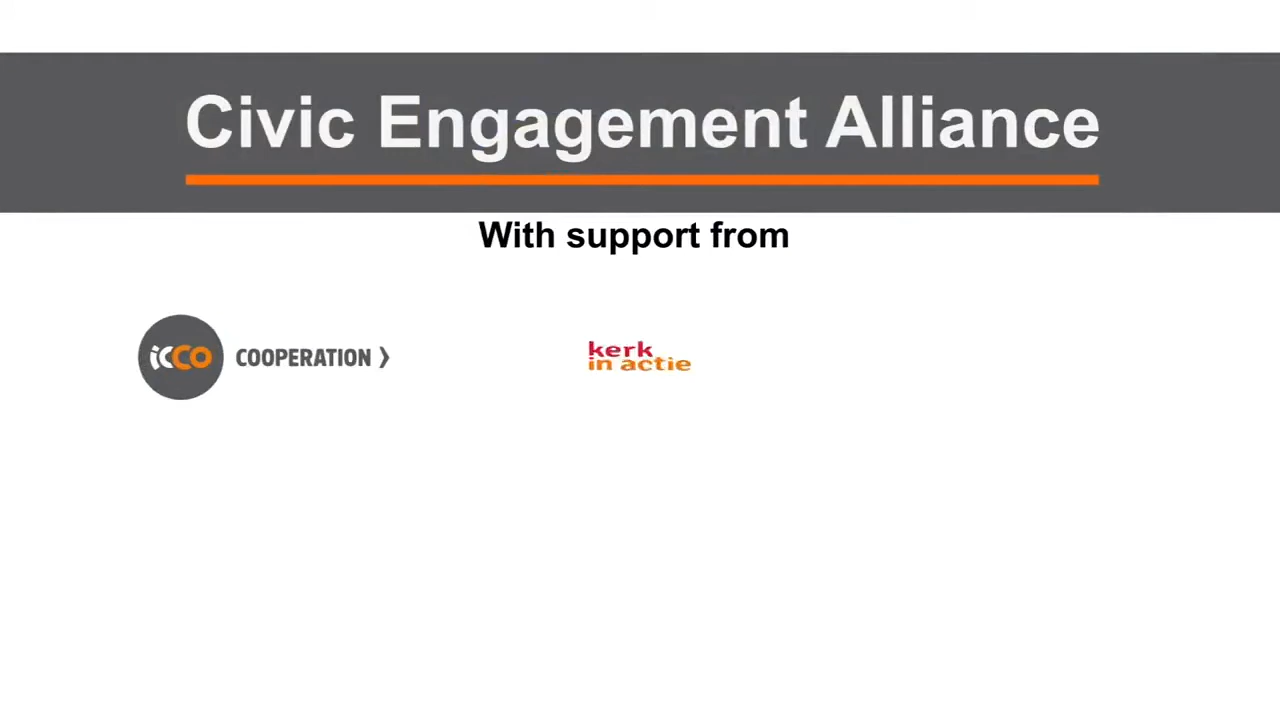 Civic Engagement Alliance
With support from
icco COOPERATION
kerk
in actie